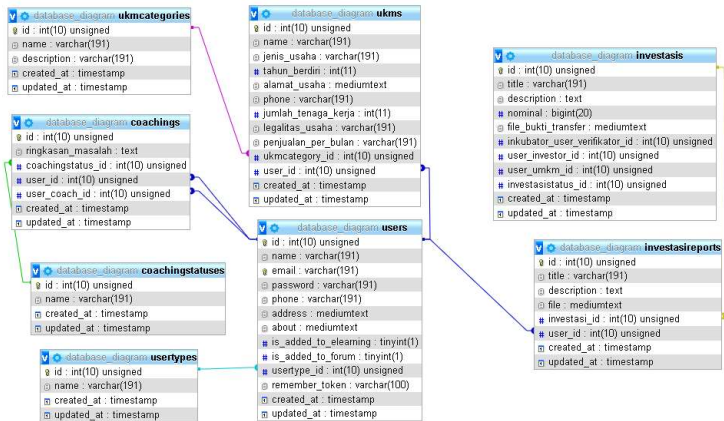 database_diagram ukmcategories
id : int(10) unsigned
name : varchar(191)
description : varchar(191)
created_at : timestamp
updated_at : timestamp
database_diagram ukms
id : int(10) unsigned
name : varchar(191)
jenis_usaha : varchar(191)
tahun_berdiri : int(11)
alamat_usaha : mediumtext
phone : varchar(191)
jumlah_tenaga_kerja : int(11)
legalitas_usaha : varchar(191)
penjualan_per_bulan : varchar(191)
ukmcategory_id : int(10) unsigned
user_id : int(10) unsigned
created_at : timestamp
updated_at : timestamp
database_diagram investasis
id : int(10) unsigned
title : varchar(191)
description : text
nominal : bigint(20)
file_bukti_transfer : mediumtext
inkubator_user_verifikator_id : int(10) unsigned
user_investor_id : int(10) unsigned
user_umkm_id : int(10) unsigned
investasistatus_id : int(10) unsigned
created_at : timestamp
updated_at : timestamp
database_diagram coachings
id : int(10) unsigned
ringkasan_masalah : text
coachingstatus_id : int(10) unsigned
user_id : int(10) unsigned
user_coach_id : int(10) unsigned
created_at : timestamp
updated_at : timestamp
database_diagram users
id : int(10) unsigned
name : varchar(191)
email : varchar(191)
password : varchar(191)
phone : varchar(191)
address : mediumtext
about : mediumtext
is_added_to_elearning : tinyint(1)
is_added_to_forum : tinyint(1)
usertype_id : int(10) unsigned
remember_token : varchar(100)
created_at : timestamp
updated_at : timestamp
database_diagram investasireports
id : int(10) unsigned
title : varchar(191)
description : text
file : mediumtext
investasi_id : int(10) unsigned
user_id : int(10) unsigned
created_at : timestamp
updated_at : timestamp
database_diagram coachingstatuses
id : int(10) unsigned
name : varchar(191)
created_at : timestamp
updated_at : timestamp
database_diagram usertypes
id : int(10) unsigned
name : varchar(191)
created_at : timestamp
updated_at : timestamp